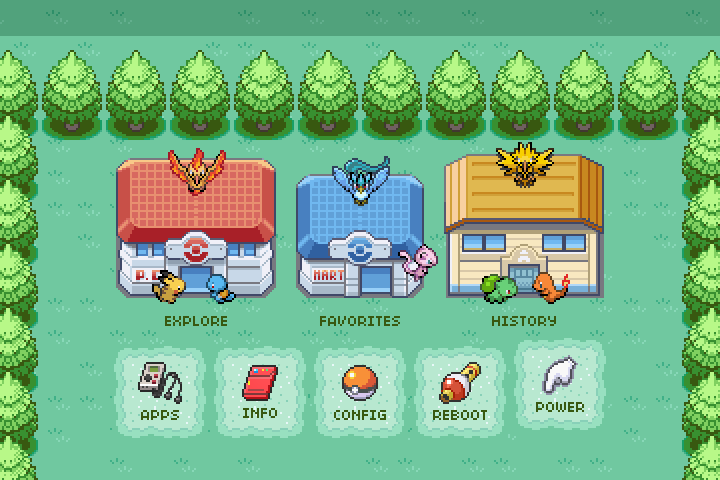 P.C
MART
EXPLORE
FAVORITES
HISTORY
APPS
INFO
CONFIG
REBOOT
POWER